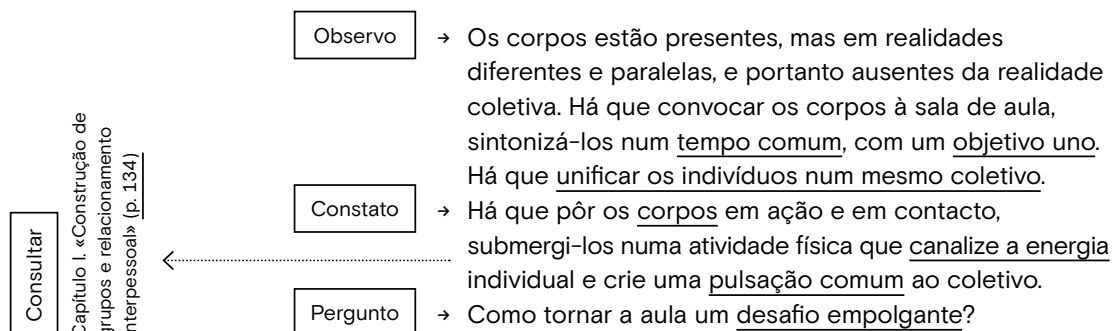 Observo → Os corpos estão presentes, mas em realidades
diferentes e paralelas, e portanto ausentes da realidade
coletiva. Há que convocar os corpos à sala de aula,
sintonizá-los num tempo comum, com um objetivo uno.
Há que unificar os indivíduos num mesmo coletivo.
Constato → Há que pôr os corpos em ação e em contacto,
submergi-los numa atividade física que canalize a energia
individual e crie uma pulsação comum ao coletivo.
Pergunto → Como tornar a aula um desafio empolgante?
Consultar
Capítulo I. «Construção de
grupos e relacionamento
interpessoal» (p. 134)